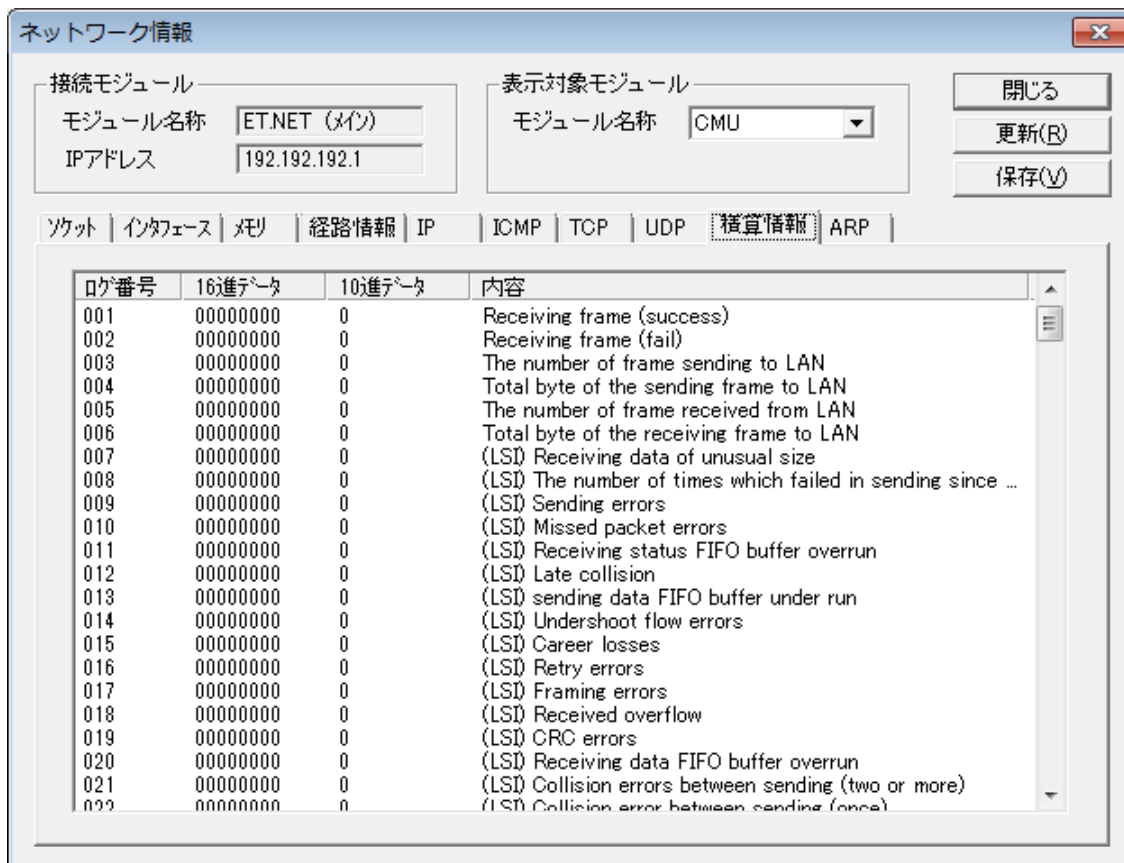 ネットワーク情報
接続モジュール
モジュール名称 ET.NET (メイン)
IPアドレス 192.192.192.1
表示対象モジュール
モジュール名称 CMU
閉じる
更新(R)
保存(V)
ソケット インタフェース メモリ 経路情報 IP ICMP TCP UDP 積算情報 ARP
ログ番号 16進データ 10進データ 内容
001 00000000 0 Receiving frame (success)
002 00000000 0 Receiving frame (fail)
003 00000000 0 The number of frame sending to LAN
004 00000000 0 Total byte of the sending frame to LAN
005 00000000 0 The number of frame received from LAN
006 00000000 0 Total byte of the receiving frame to LAN
007 00000000 0 (LSI) Receiving data of unusual size
008 00000000 0 (LSI) The number of times which failed in sending since ...
009 00000000 0 (LSI) Sending errors
010 00000000 0 (LSI) Missed packet errors
011 00000000 0 (LSI) Receiving status FIFO buffer overrun
012 00000000 0 (LSI) Late collision
013 00000000 0 (LSI) sending data FIFO buffer under run
014 00000000 0 (LSI) Undershoot flow errors
015 00000000 0 (LSI) Career losses
016 00000000 0 (LSI) Retry errors
017 00000000 0 (LSI) Framing errors
018 00000000 0 (LSI) Received overflow
019 00000000 0 (LSI) CRC errors
020 00000000 0 (LSI) Receiving data FIFO buffer overrun
021 00000000 0 (LSI) Collision errors between sending (two or more)
022 00000000 0 (LSI) Collision error between sending (once)